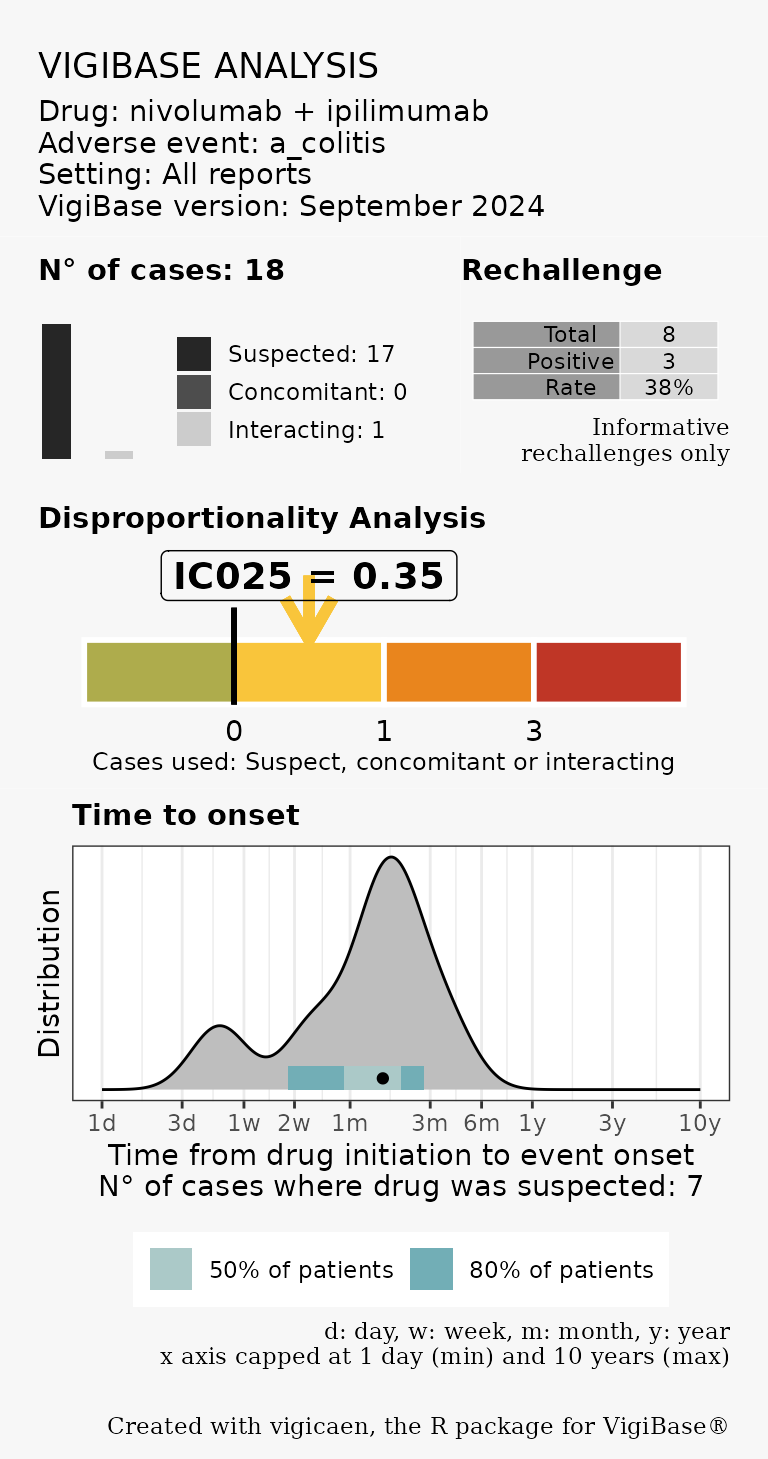 VIGIBASE ANALYSIS
Drug: nivolumab + ipilimumab
Adverse event: a_colitis
Setting: All reports
VigiBase version: September 2024
N° of cases: 18
Suspected: 17
Concomitant: 0
Interacting: 1
Rechallenge
Total 8
Positive 3
Rate 38%
Informative
rechallenges only
Disproportionality Analysis
IC025 = 0.35
0 1 3
Cases used: Suspect, concomitant or interacting
Time to onset
Distribution
1d 3d 1w 2w 1m 3m 6m 1y 3y 10y
Time from drug initiation to event onset
N° of cases where drug was suspected: 7
50% of patients 80% of patients
d: day, w: week, m: month, y: year
x axis capped at 1 day (min) and 10 years (max)
Created with vigicaen, the R package for VigiBase®